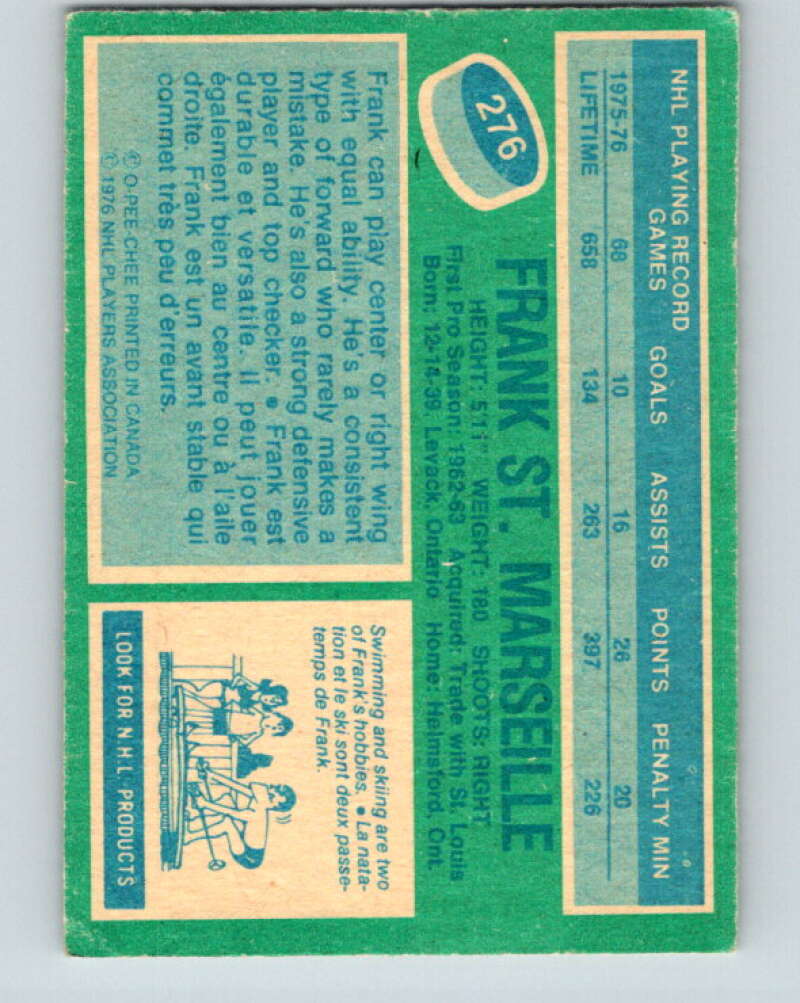 NHL PLAYING RECORD
GAMES GOALS ASSISTS POINTS PENALTY MIN
1975-76 68 10 16 26 20
LIFETIME 658 134 263 397 226
276
FRANK ST. MARSEILLE
HEIGHT: 5'11" WEIGHT: 180 SHOOTS: RIGHT
First Pro Season: 1962-63 Acquired: Trade with St. Louis
Born: 12-14-39 Levack, Ontario Home: Helmsford, Ont.
Frank can play center or right wing
with equal ability. He's a consistent
type of forward who rarely makes a
mistake. He's also a strong defensive
player and top checker. • Frank est
durable et versatile. Il peut jouer
également bien au centre ou à l'aile
droite. Frank est un avant stable qui
commet très peu d'erreurs.
© O-PEE-CHEE PRINTED IN CANADA
© 1976 NHL PLAYERS ASSOCIATION
Swimming and skiing are two
of Frank's hobbies. • La nata-
tion et le ski sont deux passe-
temps de Frank.
LOOK FOR N.H.L. PRODUCTS